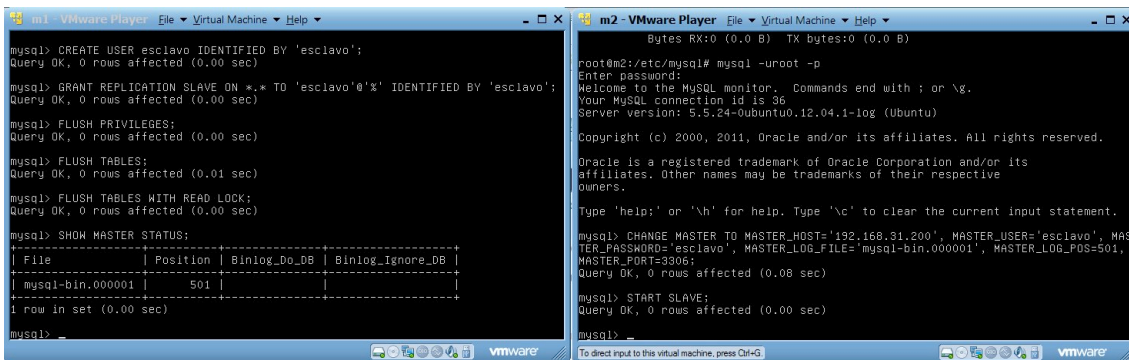 m1 - VMware Player File ▼ Virtual Machine ▼ Help ▼
mysql> CREATE USER esclavo IDENTIFIED BY 'esclavo';
Query OK, 0 rows affected (0.00 sec)
mysql> GRANT REPLICATION SLAVE ON *.* TO 'esclavo'@'%' IDENTIFIED BY 'esclavo';
Query OK, 0 rows affected (0.00 sec)
mysql> FLUSH PRIVILEGES;
Query OK, 0 rows affected (0.00 sec)
mysql> FLUSH TABLES;
Query OK, 0 rows affected (0.01 sec)
mysql> FLUSH TABLES WITH READ LOCK;
Query OK, 0 rows affected (0.00 sec)
mysql> SHOW MASTER STATUS;
+------------------+----------+--------------+------------------+
| File | Position | Binlog_Do_DB | Binlog_Ignore_DB |
+------------------+----------+--------------+------------------+
| mysql-bin.000001 | 501 | | |
+------------------+----------+--------------+------------------+
1 row in set (0.00 sec)
mysql> _
vmware
m2 - VMware Player File ▼ Virtual Machine ▼ Help ▼
Bytes RX:0 (0.0 B) TX bytes:0 (0.0 B)
root@m2:/etc/mysql# mysql -uroot -p
Enter password:
Welcome to the MySQL monitor. Commands end with ; or \g.
Your MySQL connection id is 36
Server version: 5.5.24-0ubuntu0.12.04.1-log (Ubuntu)
Copyright (c) 2000, 2011, Oracle and/or its affiliates. All rights reserved.
Oracle is a registered trademark of Oracle Corporation and/or its
affiliates. Other names may be trademarks of their respective
owners.
Type 'help;' or '\h' for help. Type '\c' to clear the current input statement.
mysql> CHANGE MASTER TO MASTER_HOST='192.168.31.200', MASTER_USER='esclavo', MAS
TER_PASSWORD='esclavo', MASTER_LOG_FILE='mysql-bin.000001', MASTER_LOG_POS=501,
MASTER_PORT=3306;
Query OK, 0 rows affected (0.08 sec)
mysql> START SLAVE;
Query OK, 0 rows affected (0.00 sec)
mysql> _
To direct input to this virtual machine, press Ctrl+G.
vmware